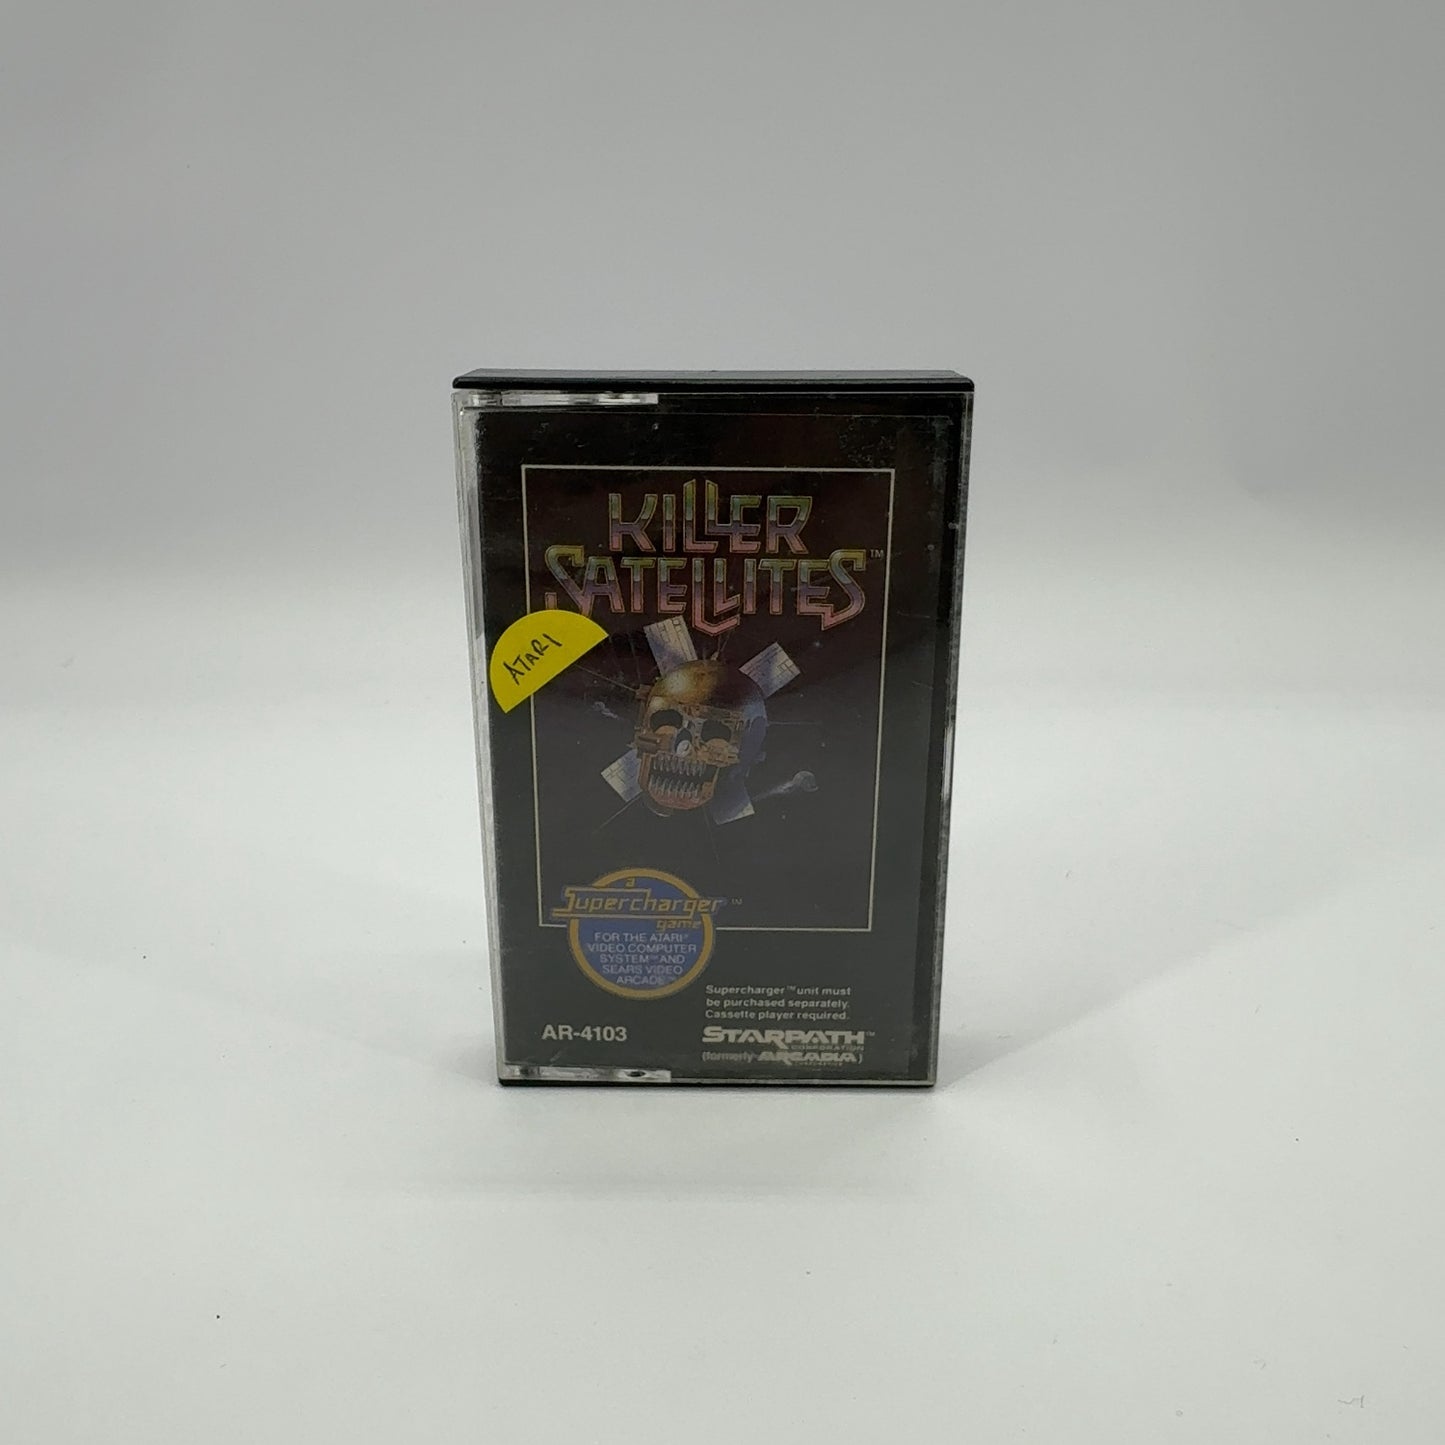 KILLER
SATELLITES™
ATARI
a
Supercharger™
game
FOR THE ATARI®
VIDEO COMPUTER
SYSTEM™ AND
SEARS VIDEO
ARCADE™
Supercharger™ unit must
be purchased separately.
Cassette player required.
AR-4103
STARPATH™
CORPORATION
(formerly ARCADIA)
CORPORATION